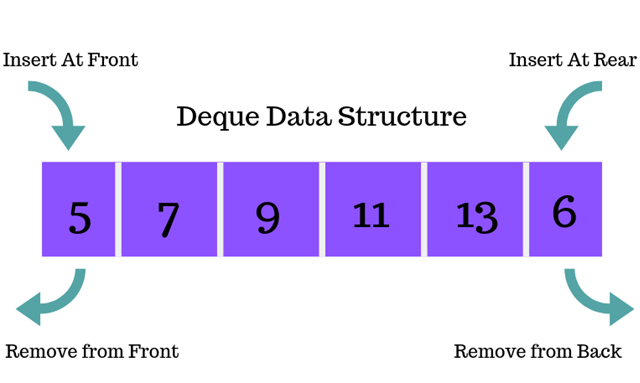 Insert At Front
Insert At Rear
Deque Data Structure
5 7 9 11 13 6
Remove from Front
Remove from Back